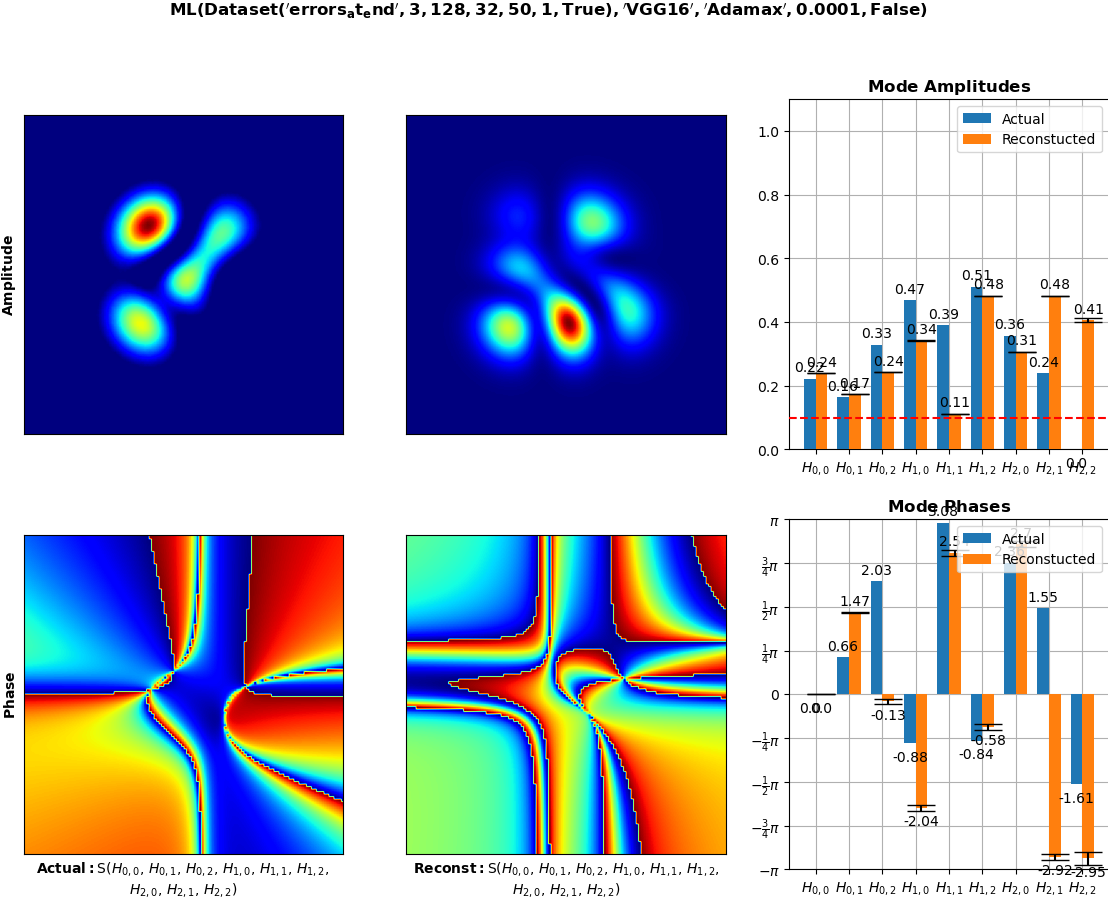 ML(Dataset('errors_at_end', 3, 128, 32, 50, 1, True), 'VGG16', 'Adamax', 0.0001, False)
Amplitude
Mode Amplitudes
Actual
Reconstucted
1.0
0.8
0.6
0.4
0.2
0.0
0.22 0.16 0.33 0.47 0.39 0.51 0.36 0.24 0.0
0.24 0.17 0.24 0.34 0.11 0.48 0.31 0.48 0.41
H0,0 H0,1 H0,2 H1,0 H1,1 H1,2 H2,0 H2,1 H2,2
Phase
Actual: S(H0,0, H0,1, H0,2, H1,0, H1,1, H1,2,
H2,0, H2,1, H2,2)
Reconst: S(H0,0, H0,1, H0,2, H1,0, H1,1, H1,2,
H2,0, H2,1, H2,2)
Mode Phases
Actual
Reconstucted
π
3/4π
1/2π
1/4π
0
−1/4π
−1/2π
−3/4π
−π
0.0 0.66 2.03 -0.88 3.08 -0.84 1.55 -1.61
0.0 1.47 -0.13 -2.04 -0.58 2.7 -2.92 -2.95
H0,0 H0,1 H0,2 H1,0 H1,1 H1,2 H2,0 H2,1 H2,2